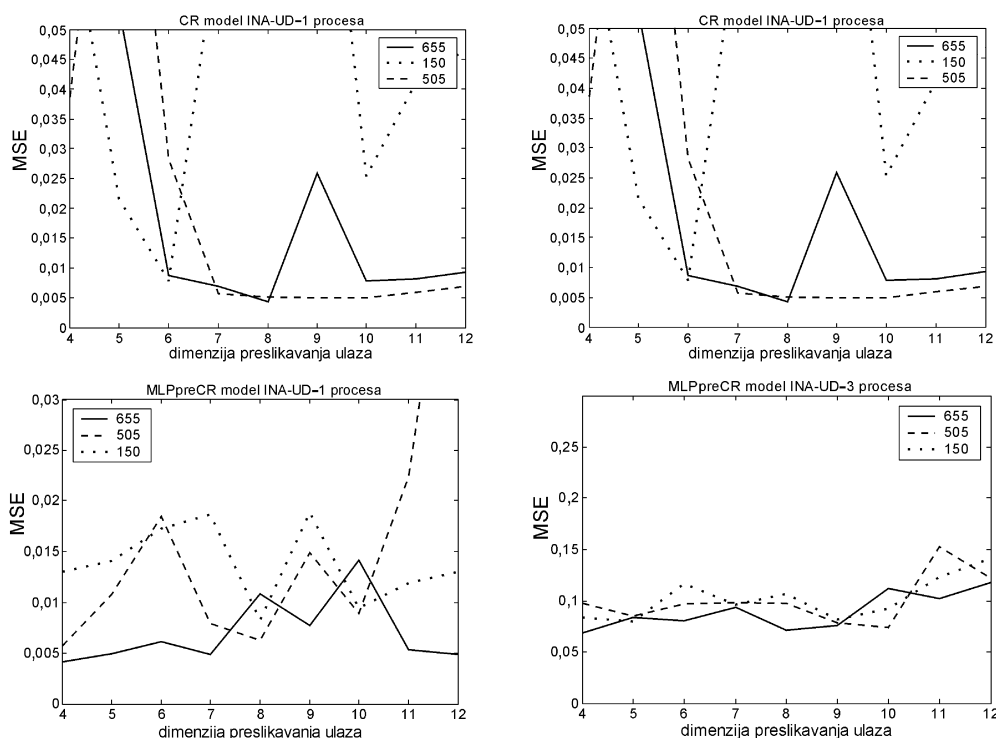 CR model INA-UD-1 procesa
0,05
0,045
0,04
0,035
0,03
0,025
0,02
0,015
0,01
0,005
0
MSE
655
150
505
4 5 6 7 8 9 10 11 12
dimenzija preslikavanja ulaza
CR model INA-UD-1 procesa
0,05
0,045
0,04
0,035
0,03
0,025
0,02
0,015
0,01
0,005
0
MSE
655
150
505
4 5 6 7 8 9 10 11 12
dimenzija preslikavanja ulaza
MLPpreCR model INA-UD-1 procesa
0,03
0,025
0,02
0,015
0,01
0,005
0
MSE
655
505
150
4 5 6 7 8 9 10 11 12
dimenzija preslikavanja ulaza
MLPpreCR model INA-UD-3 procesa
0,25
0,2
0,15
0,1
0,05
0
MSE
655
505
150
4 5 6 7 8 9 10 11 12
dimenzija preslikavanja ulaza